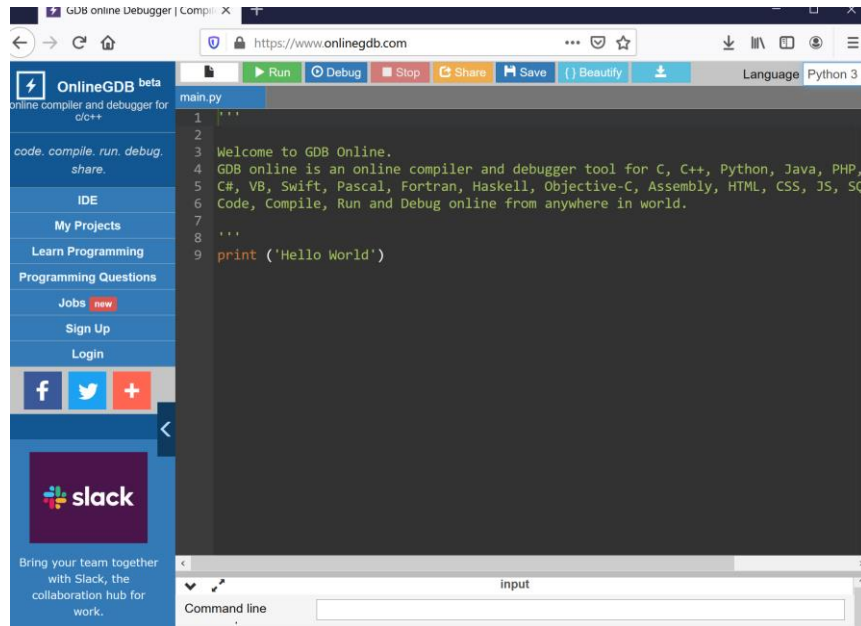 GDB online Debugger | Compil
https://www.onlinegdb.com
OnlineGDB beta
online compiler and debugger for
c/c++
code. compile. run. debug.
share.
IDE
My Projects
Learn Programming
Programming Questions
Jobs new
Sign Up
Login
slack
Bring your team together
with Slack, the
collaboration hub for
work.
Run
Debug
Stop
Share
Save
{ } Beautify
Language Python 3
main.py
1 '''
2
3 Welcome to GDB Online.
4 GDB online is an online compiler and debugger tool for C, C++, Python, Java, PHP,
5 C#, VB, Swift, Pascal, Fortran, Haskell, Objective-C, Assembly, HTML, CSS, JS, SQ
6 Code, Compile, Run and Debug online from anywhere in world.
7
8 '''
9 print ('Hello World')
input
Command line